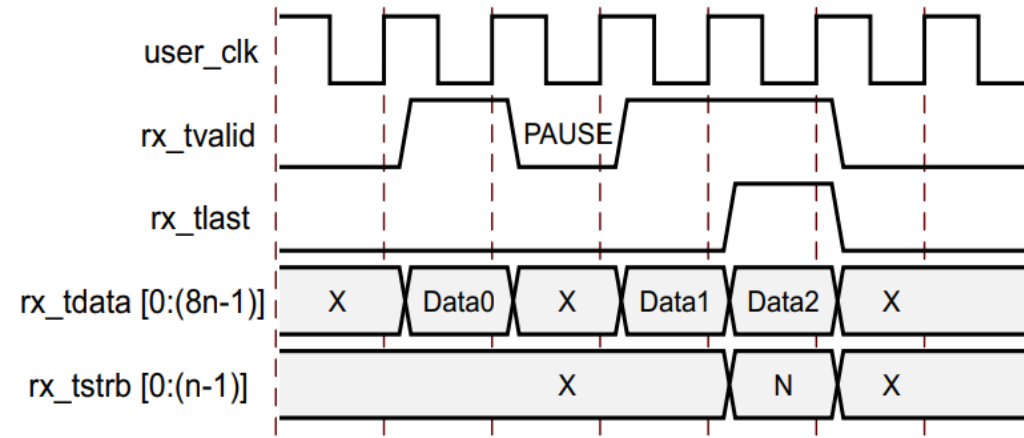 user_clk
rx_tvalid PAUSE
rx_tlast
rx_tdata [0:(8n-1)] X Data0 X Data1 Data2 X
rx_tstrb [0:(n-1)] X N X